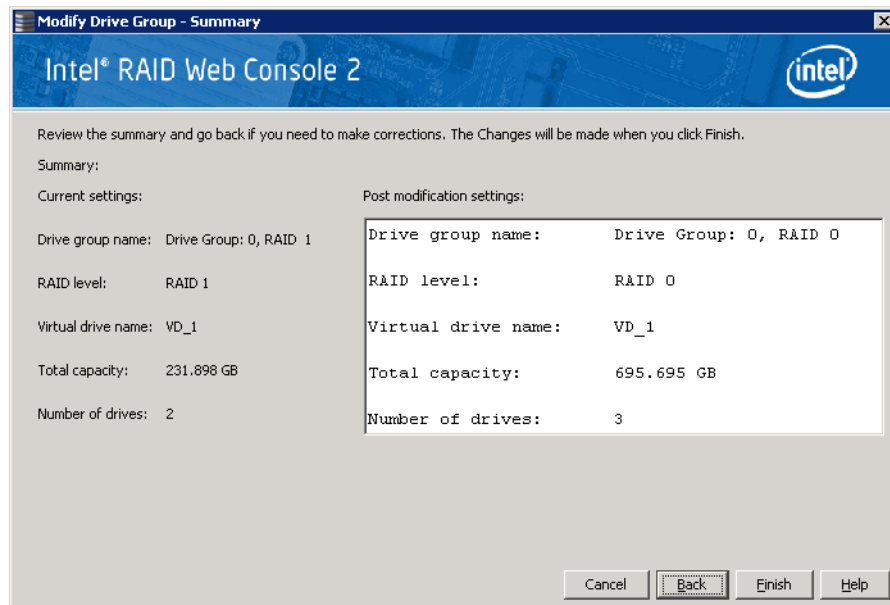 Modify Drive Group - Summary
Intel® RAID Web Console 2
intel
Review the summary and go back if you need to make corrections. The Changes will be made when you click Finish.
Summary:
Current settings:
Drive group name: Drive Group: 0, RAID 1
RAID level: RAID 1
Virtual drive name: VD_1
Total capacity: 231.898 GB
Number of drives: 2
Post modification settings:
Drive group name: Drive Group: 0, RAID 0
RAID level: RAID 0
Virtual drive name: VD_1
Total capacity: 695.695 GB
Number of drives: 3
Cancel Back Finish Help